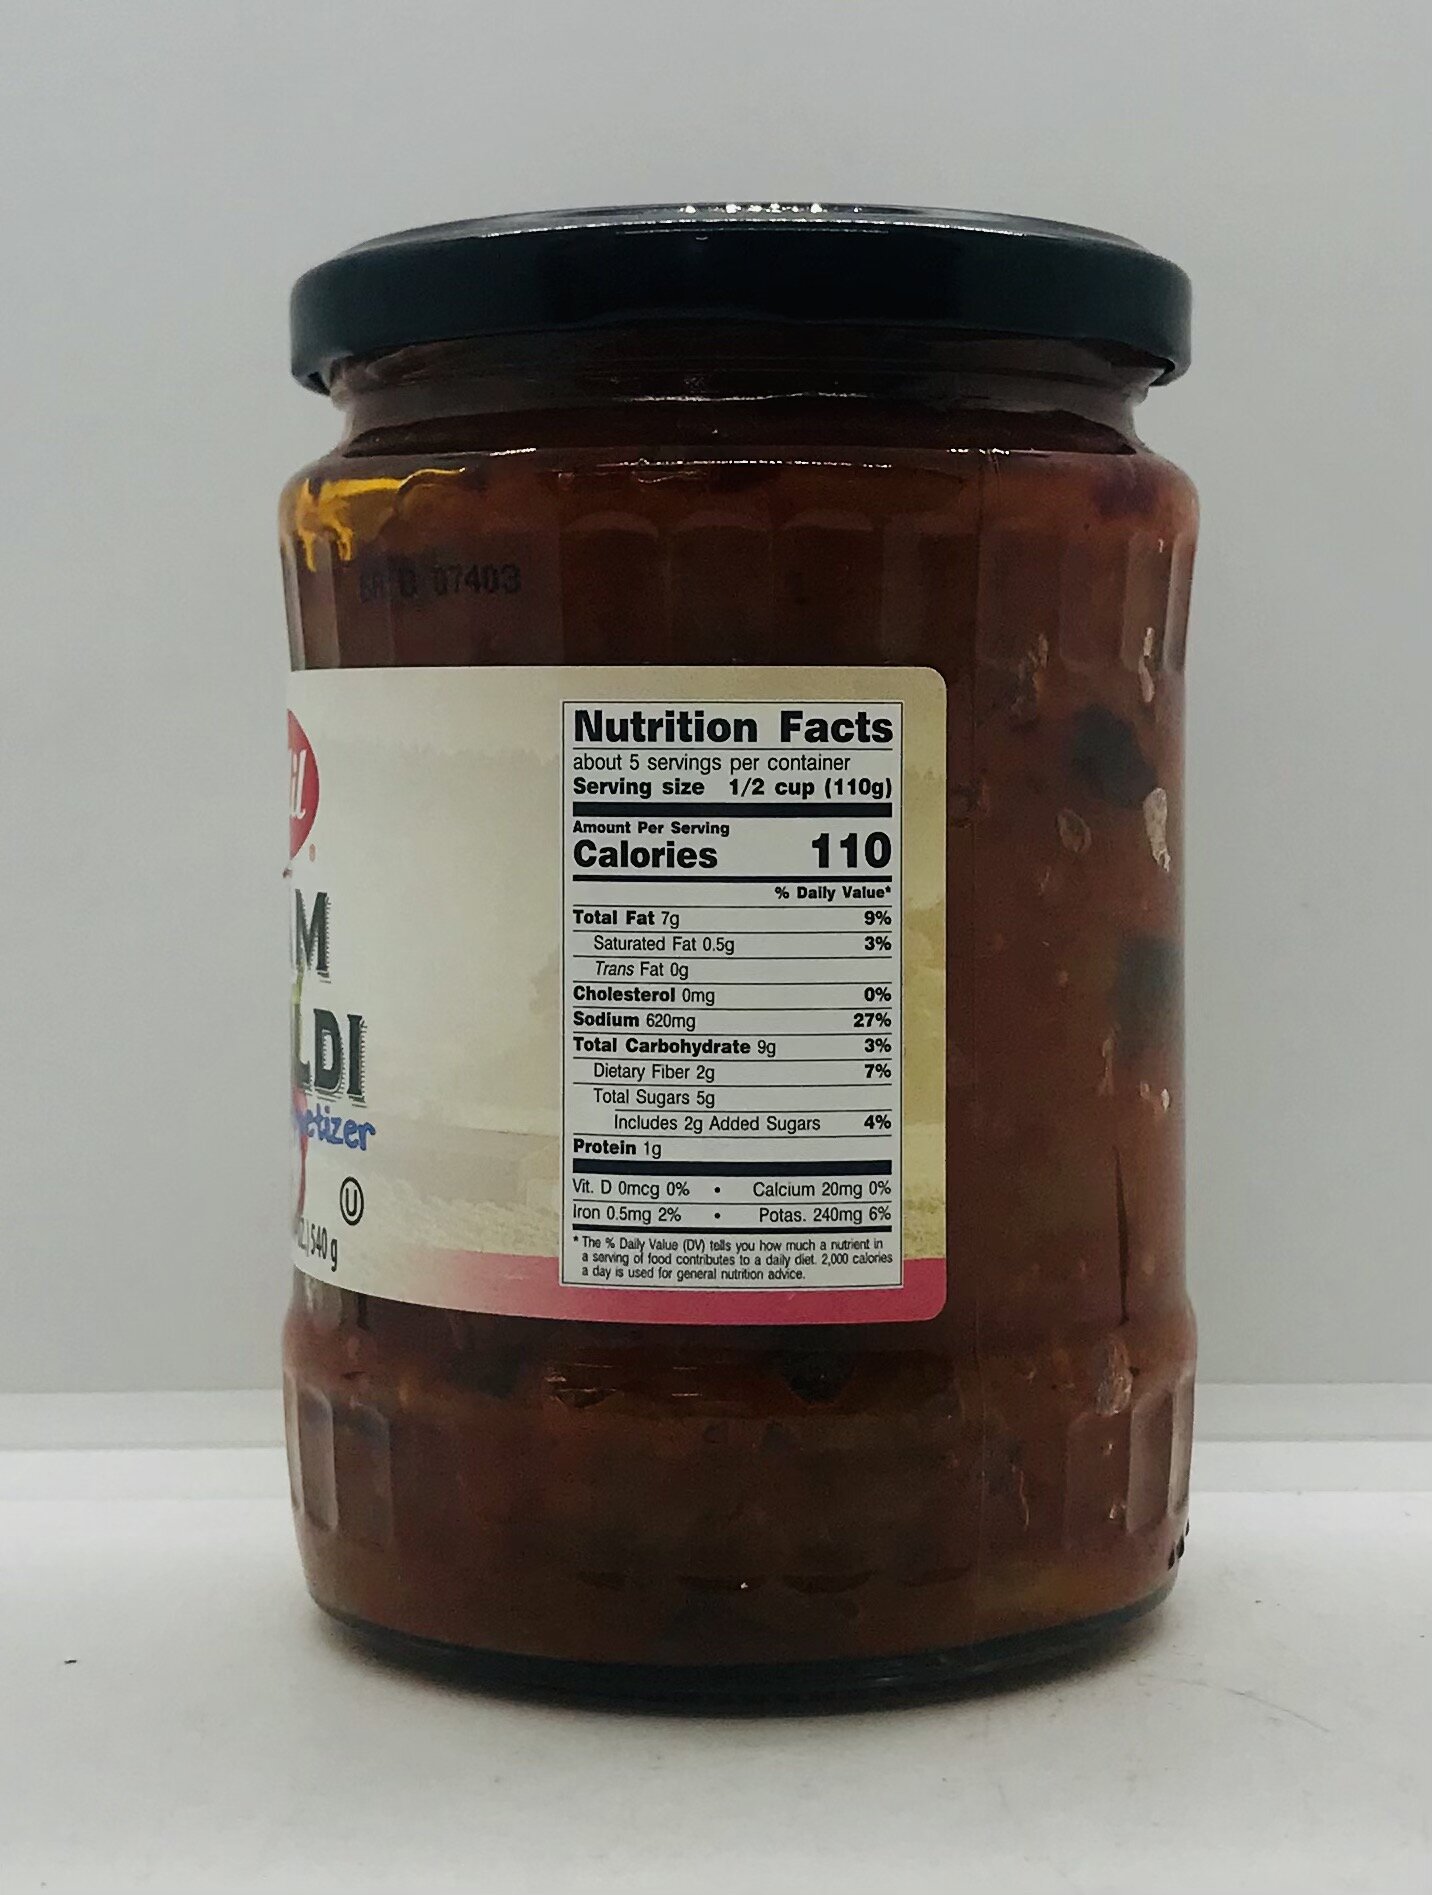 07403
Nutrition Facts
about 5 servings per container
Serving size 1/2 cup (110g)
Amount Per Serving
Calories 110
% Daily Value*
Total Fat 7g 9%
Saturated Fat 0.5g 3%
Trans Fat 0g
Cholesterol 0mg 0%
Sodium 620mg 27%
Total Carbohydrate 9g 3%
Dietary Fiber 2g 7%
Total Sugars 5g
Includes 2g Added Sugars 4%
Protein 1g
Vit. D 0mcg 0% • Calcium 20mg 0%
Iron 0.5mg 2% • Potas. 240mg 6%
* The % Daily Value (DV) tells you how much a nutrient in
a serving of food contributes to a daily diet. 2,000 calories
a day is used for general nutrition advice.
M
LDI
etizer
U
540 g